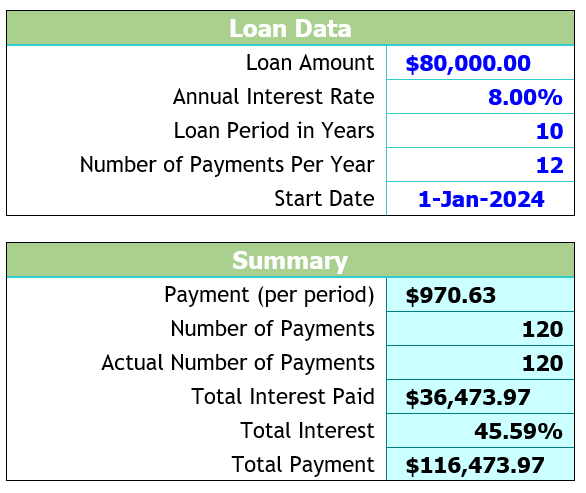 Loan Data
Loan Amount $80,000.00
Annual Interest Rate 8.00%
Loan Period in Years 10
Number of Payments Per Year 12
Start Date 1-Jan-2024
Summary
Payment (per period) $970.63
Number of Payments 120
Actual Number of Payments 120
Total Interest Paid $36,473.97
Total Interest 45.59%
Total Payment $116,473.97